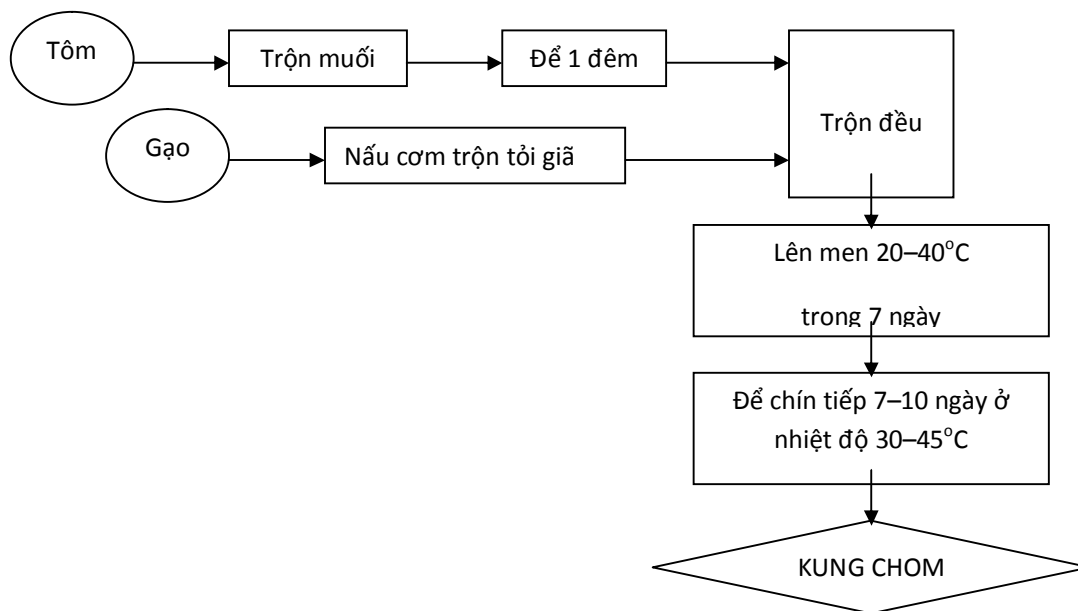 Tôm
Trộn muối
Để 1 đêm
Trộn đều
Gạo
Nấu cơm trộn tỏi giã
Lên men 20–40°C
trong 7 ngày
Để chín tiếp 7–10 ngày ở
nhiệt độ 30–45°C
KUNG CHOM